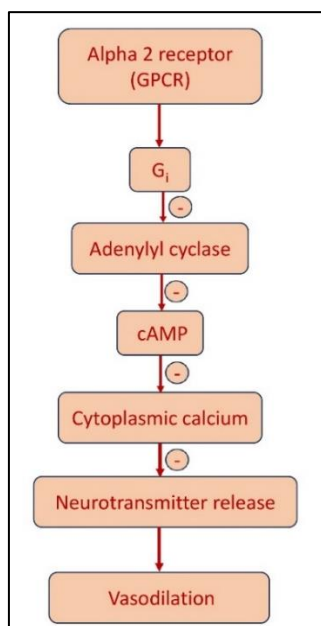 Alpha 2 receptor
(GPCR)
Gᵢ
-
Adenylyl cyclase
-
cAMP
-
Cytoplasmic calcium
-
Neurotransmitter release
Vasodilation